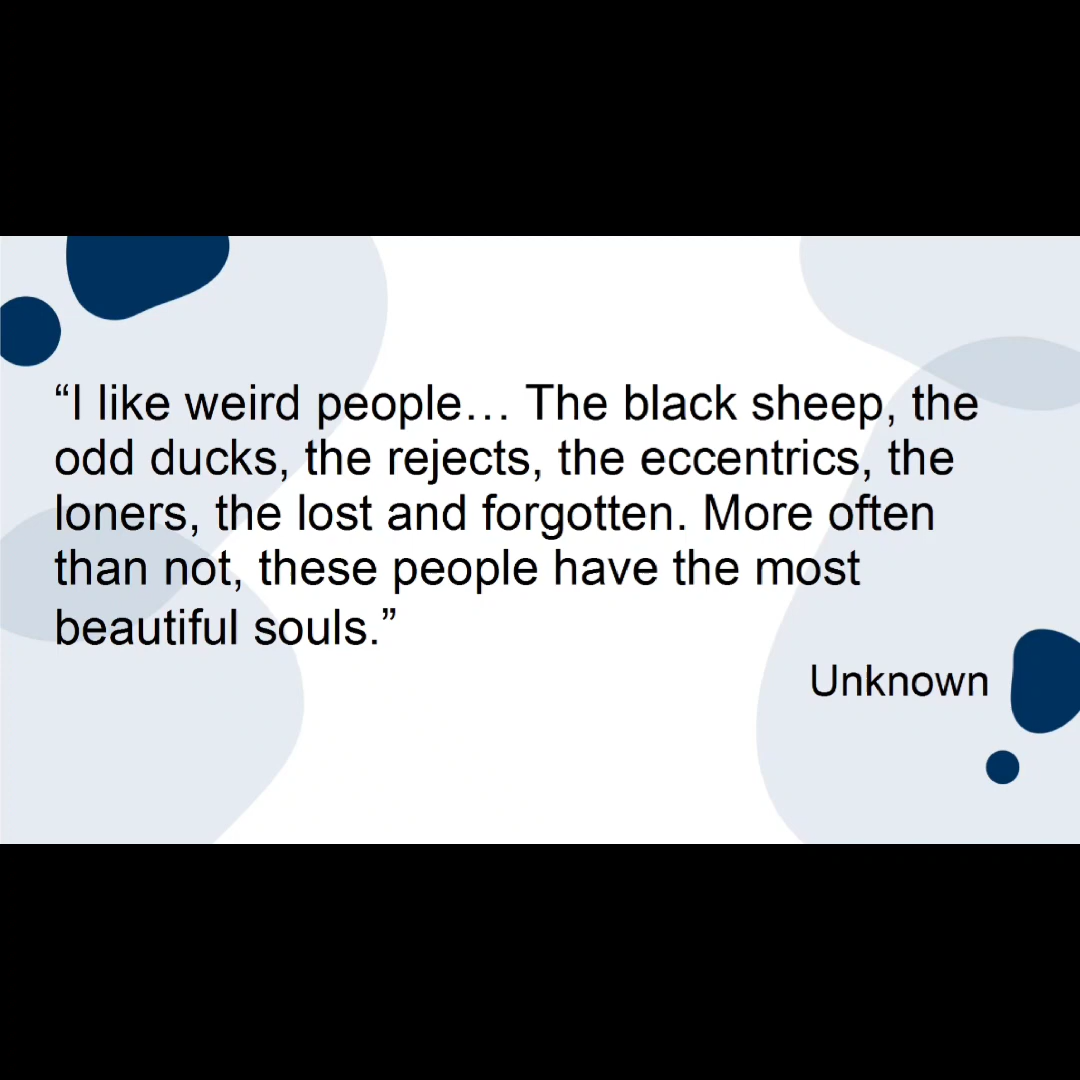 “I like weird people… The black sheep, the
odd ducks, the rejects, the eccentrics, the
loners, the lost and forgotten. More often
than not, these people have the most
beautiful souls.”
Unknown